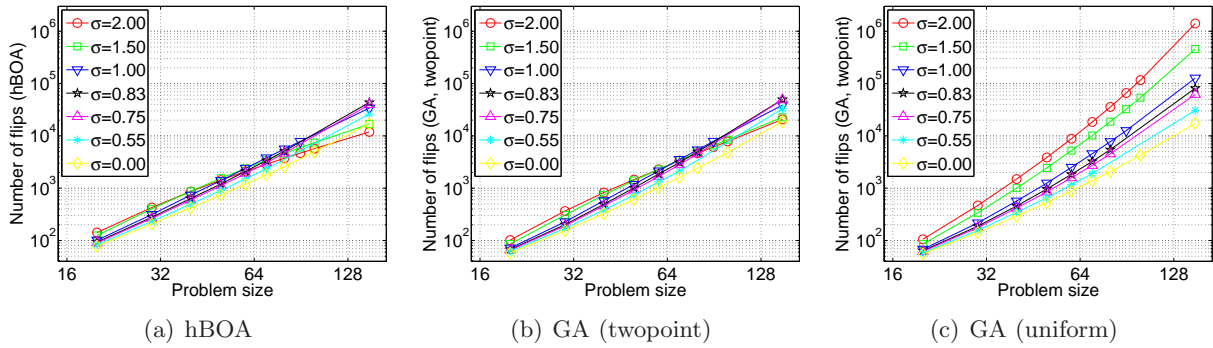 Number of flips (hBOA)
10^6
10^5
10^4
10^3
10^2
σ=2.00
σ=1.50
σ=1.00
σ=0.83
σ=0.75
σ=0.55
σ=0.00
16 32 64 128
Problem size
(a) hBOA
Number of flips (GA, twopoint)
10^6
10^5
10^4
10^3
10^2
σ=2.00
σ=1.50
σ=1.00
σ=0.83
σ=0.75
σ=0.55
σ=0.00
16 32 64 128
Problem size
(b) GA (twopoint)
Number of flips (GA, twopoint)
10^6
10^5
10^4
10^3
10^2
σ=2.00
σ=1.50
σ=1.00
σ=0.83
σ=0.75
σ=0.55
σ=0.00
16 32 64 128
Problem size
(c) GA (uniform)